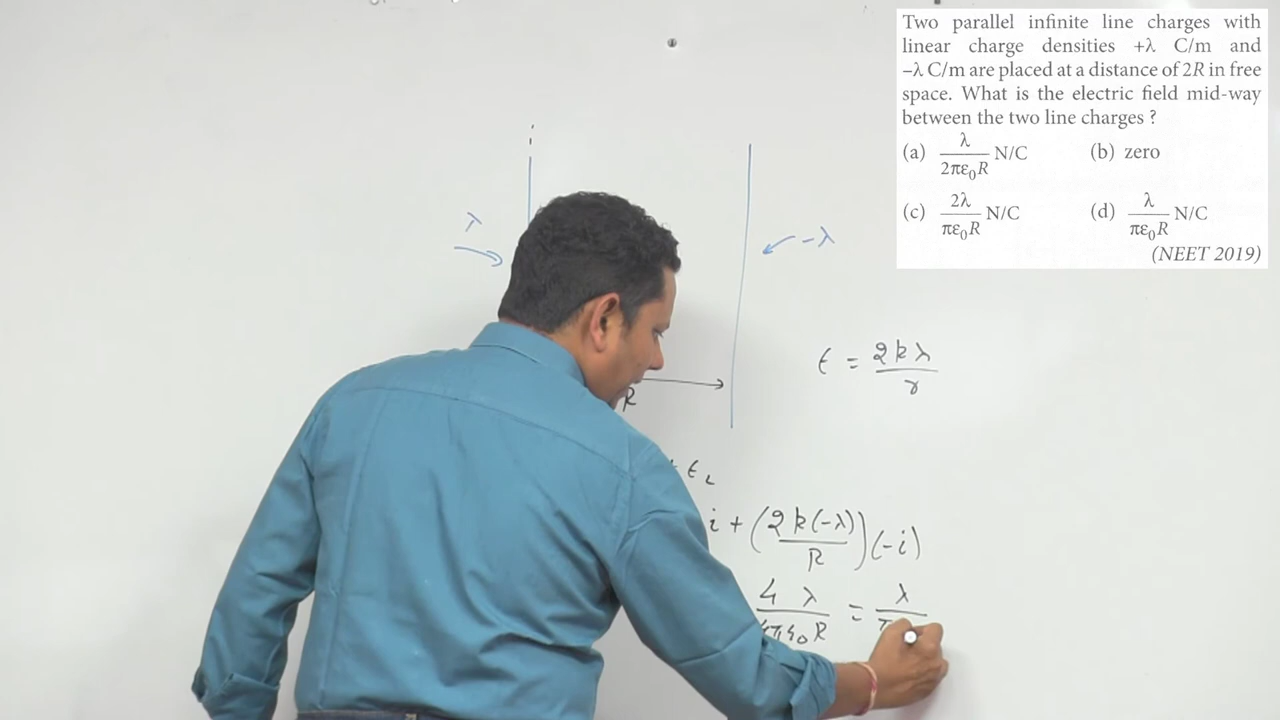 Two parallel infinite line charges with
linear charge densities +λ C/m and
–λ C/m are placed at a distance of 2R in free
space. What is the electric field mid-way
between the two line charges ?
(a) λ/2πε₀R N/C (b) zero
(c) 2λ/πε₀R N/C (d) λ/πε₀R N/C
(NEET 2019)
λ
-λ
E = 2kλ/r
R
E₂
i + (2k(-λ)/R)(-i)
4λ/4πε₀R = λ/π